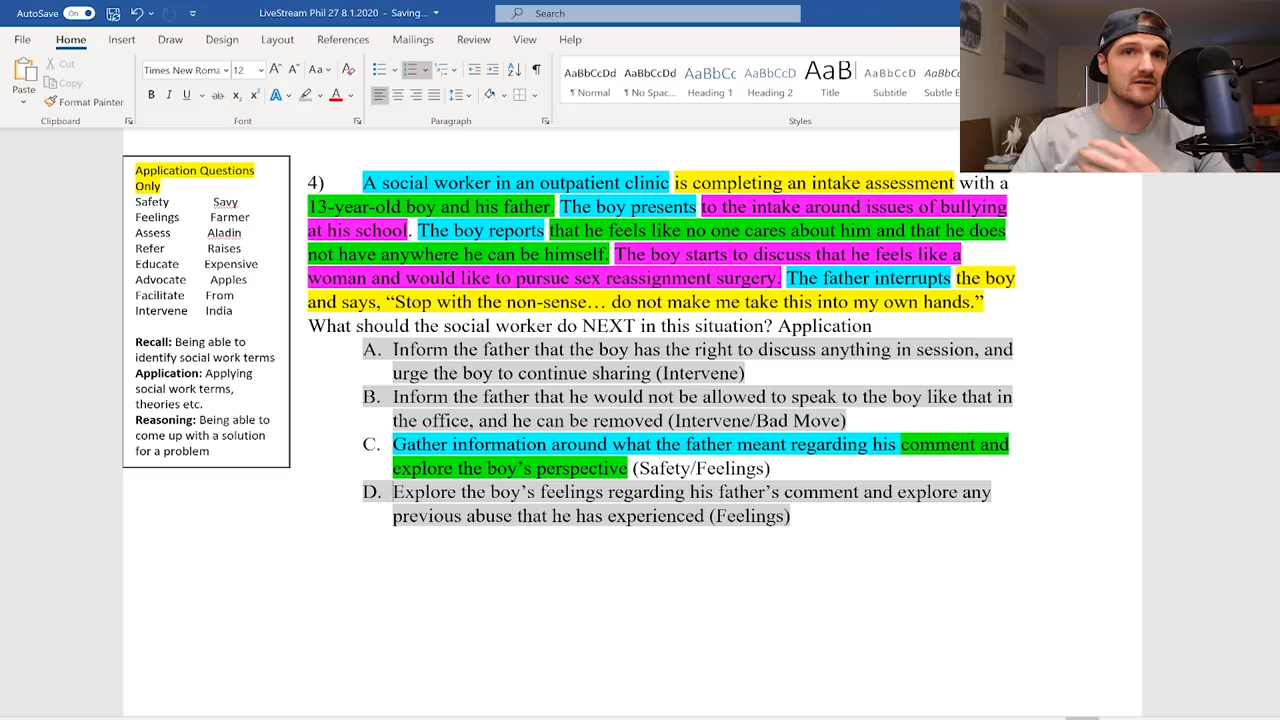 AutoSave On LiveStream Phil 27 8.1.2020 - Saving... Search
File Home Insert Draw Design Layout References Mailings Review View Help
Cut
Copy
Format Painter
Paste
Clipboard
Times New Roma 12
Font
Paragraph
AaBbCcDd AaBbCcDd AaBbCc AaBbCcD AaB AaBbCcD AaBbCcD
¶ Normal ¶ No Spac... Heading 1 Heading 2 Title Subtitle Subtle E
Styles
Application Questions
Only
Safety Savy
Feelings Farmer
Assess Aladin
Refer Raises
Educate Expensive
Advocate Apples
Facilitate From
Intervene India
Recall: Being able to
identify social work terms
Application: Applying
social work terms,
theories etc.
Reasoning: Being able to
come up with a solution
for a problem
4) A social worker in an outpatient clinic is completing an intake assessment with a
13-year-old boy and his father. The boy presents to the intake around issues of bullying
at his school. The boy reports that he feels like no one cares about him and that he does
not have anywhere he can be himself. The boy starts to discuss that he feels like a
woman and would like to pursue sex reassignment surgery. The father interrupts the boy
and says, “Stop with the non-sense… do not make me take this into my own hands.”
What should the social worker do NEXT in this situation? Application
A. Inform the father that the boy has the right to discuss anything in session, and
urge the boy to continue sharing (Intervene)
B. Inform the father that he would not be allowed to speak to the boy like that in
the office, and he can be removed (Intervene/Bad Move)
C. Gather information around what the father meant regarding his comment and
explore the boy’s perspective (Safety/Feelings)
D. Explore the boy’s feelings regarding his father’s comment and explore any
previous abuse that he has experienced (Feelings)